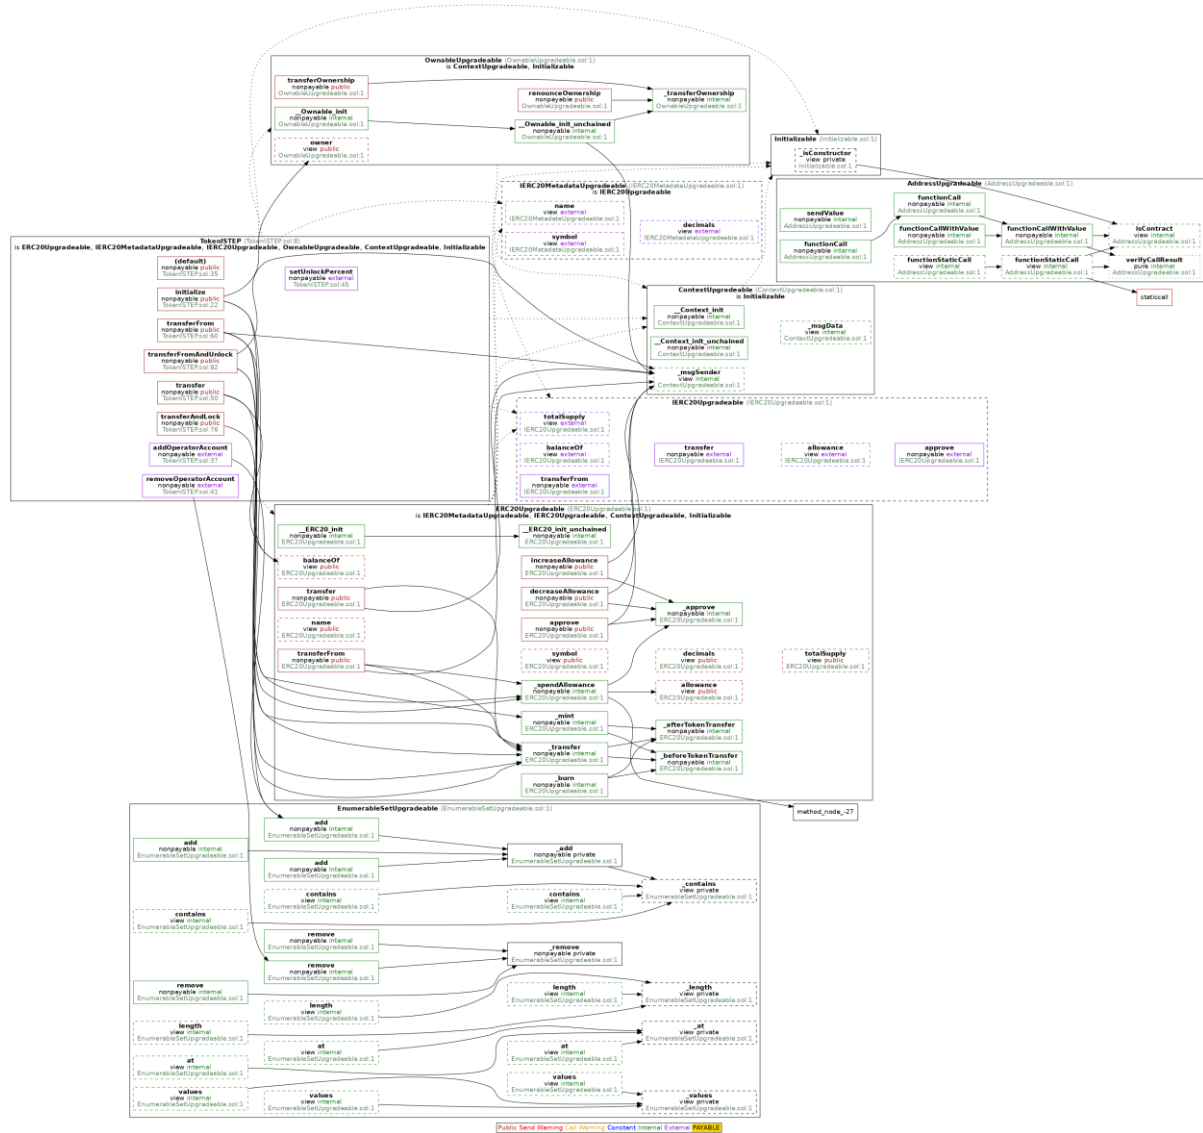 OwnableUpgradeable (OwnableUpgradeable.sol:1)
is ContextUpgradeable, Initializable
transferOwnership
nonpayable public
OwnableUpgradeable.sol:1
renounceOwnership
nonpayable public
OwnableUpgradeable.sol:1
_transferOwnership
nonpayable internal
OwnableUpgradeable.sol:1
__Ownable_init
nonpayable internal
OwnableUpgradeable.sol:1
__Ownable_init_unchained
nonpayable internal
OwnableUpgradeable.sol:1
owner
view public
OwnableUpgradeable.sol:1
Initializable (Initializable.sol:1)
_isConstructor
view private
Initializable.sol:1
IERC20MetadataUpgradeable (IERC20MetadataUpgradeable.sol:1)
is IERC20Upgradeable
name
view external
IERC20MetadataUpgradeable.sol:1
symbol
view external
IERC20MetadataUpgradeable.sol:1
decimals
view external
IERC20MetadataUpgradeable.sol:1
AddressUpgradeable (AddressUpgradeable.sol:1)
sendValue
nonpayable internal
AddressUpgradeable.sol:1
functionCall
nonpayable internal
AddressUpgradeable.sol:1
functionCall
nonpayable internal
AddressUpgradeable.sol:1
functionCallWithValue
nonpayable internal
AddressUpgradeable.sol:1
functionStaticCall
view internal
AddressUpgradeable.sol:1
functionCallWithValue
nonpayable internal
AddressUpgradeable.sol:1
functionStaticCall
view internal
AddressUpgradeable.sol:1
isContract
view internal
AddressUpgradeable.sol:1
verifyCallResult
pure internal
AddressUpgradeable.sol:1
staticcall
TokenISTEP (TokenISTEP.sol:9)
is ERC20Upgradeable, IERC20MetadataUpgradeable, IERC20Upgradeable, OwnableUpgradeable, ContextUpgradeable, Initializable
(default)
nonpayable public
TokenISTEP.sol:35
setUnlockPercent
nonpayable external
TokenISTEP.sol:45
initialize
nonpayable public
TokenISTEP.sol:22
transferFrom
nonpayable public
TokenISTEP.sol:60
transferFromAndUnlock
nonpayable public
TokenISTEP.sol:82
transfer
nonpayable public
TokenISTEP.sol:50
transferAndLock
nonpayable public
TokenISTEP.sol:76
addOperatorAccount
nonpayable external
TokenISTEP.sol:37
removeOperatorAccount
nonpayable external
TokenISTEP.sol:41
ContextUpgradeable (ContextUpgradeable.sol:1)
is Initializable
__Context_init
nonpayable internal
ContextUpgradeable.sol:1
__Context_init_unchained
nonpayable internal
ContextUpgradeable.sol:1
_msgData
view internal
ContextUpgradeable.sol:1
_msgSender
view internal
ContextUpgradeable.sol:1
IERC20Upgradeable (IERC20Upgradeable.sol:1)
totalSupply
view external
IERC20Upgradeable.sol:1
balanceOf
view external
IERC20Upgradeable.sol:1
transferFrom
nonpayable external
IERC20Upgradeable.sol:1
transfer
nonpayable external
IERC20Upgradeable.sol:1
allowance
view external
IERC20Upgradeable.sol:1
approve
nonpayable external
IERC20Upgradeable.sol:1
ERC20Upgradeable (ERC20Upgradeable.sol:1)
is IERC20MetadataUpgradeable, IERC20Upgradeable, ContextUpgradeable, Initializable
__ERC20_init
nonpayable internal
ERC20Upgradeable.sol:1
__ERC20_init_unchained
nonpayable internal
ERC20Upgradeable.sol:1
balanceOf
view public
ERC20Upgradeable.sol:1
transfer
nonpayable public
ERC20Upgradeable.sol:1
name
view public
ERC20Upgradeable.sol:1
transferFrom
nonpayable public
ERC20Upgradeable.sol:1
increaseAllowance
nonpayable public
ERC20Upgradeable.sol:1
decreaseAllowance
nonpayable public
ERC20Upgradeable.sol:1
approve
nonpayable public
ERC20Upgradeable.sol:1
symbol
view public
ERC20Upgradeable.sol:1
_spendAllowance
nonpayable internal
ERC20Upgradeable.sol:1
_mint
nonpayable internal
ERC20Upgradeable.sol:1
_transfer
nonpayable internal
ERC20Upgradeable.sol:1
_burn
nonpayable internal
ERC20Upgradeable.sol:1
_approve
nonpayable internal
ERC20Upgradeable.sol:1
decimals
view public
ERC20Upgradeable.sol:1
allowance
view public
ERC20Upgradeable.sol:1
_afterTokenTransfer
nonpayable internal
ERC20Upgradeable.sol:1
_beforeTokenTransfer
nonpayable internal
ERC20Upgradeable.sol:1
totalSupply
view public
ERC20Upgradeable.sol:1
method_node_-27
EnumerableSetUpgradeable (EnumerableSetUpgradeable.sol:1)
add
nonpayable internal
EnumerableSetUpgradeable.sol:1
contains
view internal
EnumerableSetUpgradeable.sol:1
remove
nonpayable internal
EnumerableSetUpgradeable.sol:1
length
view internal
EnumerableSetUpgradeable.sol:1
at
view internal
EnumerableSetUpgradeable.sol:1
values
view internal
EnumerableSetUpgradeable.sol:1
add
nonpayable internal
EnumerableSetUpgradeable.sol:1
add
nonpayable internal
EnumerableSetUpgradeable.sol:1
contains
view internal
EnumerableSetUpgradeable.sol:1
remove
nonpayable internal
EnumerableSetUpgradeable.sol:1
remove
nonpayable internal
EnumerableSetUpgradeable.sol:1
length
view internal
EnumerableSetUpgradeable.sol:1
at
view internal
EnumerableSetUpgradeable.sol:1
values
view internal
EnumerableSetUpgradeable.sol:1
_add
nonpayable private
EnumerableSetUpgradeable.sol:1
contains
view internal
EnumerableSetUpgradeable.sol:1
_remove
nonpayable private
EnumerableSetUpgradeable.sol:1
length
view internal
EnumerableSetUpgradeable.sol:1
at
view internal
EnumerableSetUpgradeable.sol:1
values
view internal
EnumerableSetUpgradeable.sol:1
_contains
view private
EnumerableSetUpgradeable.sol:1
_length
view private
EnumerableSetUpgradeable.sol:1
_at
view private
EnumerableSetUpgradeable.sol:1
_values
view private
EnumerableSetUpgradeable.sol:1
Public Send Warning Call Warning Constant Internal External PAYABLE